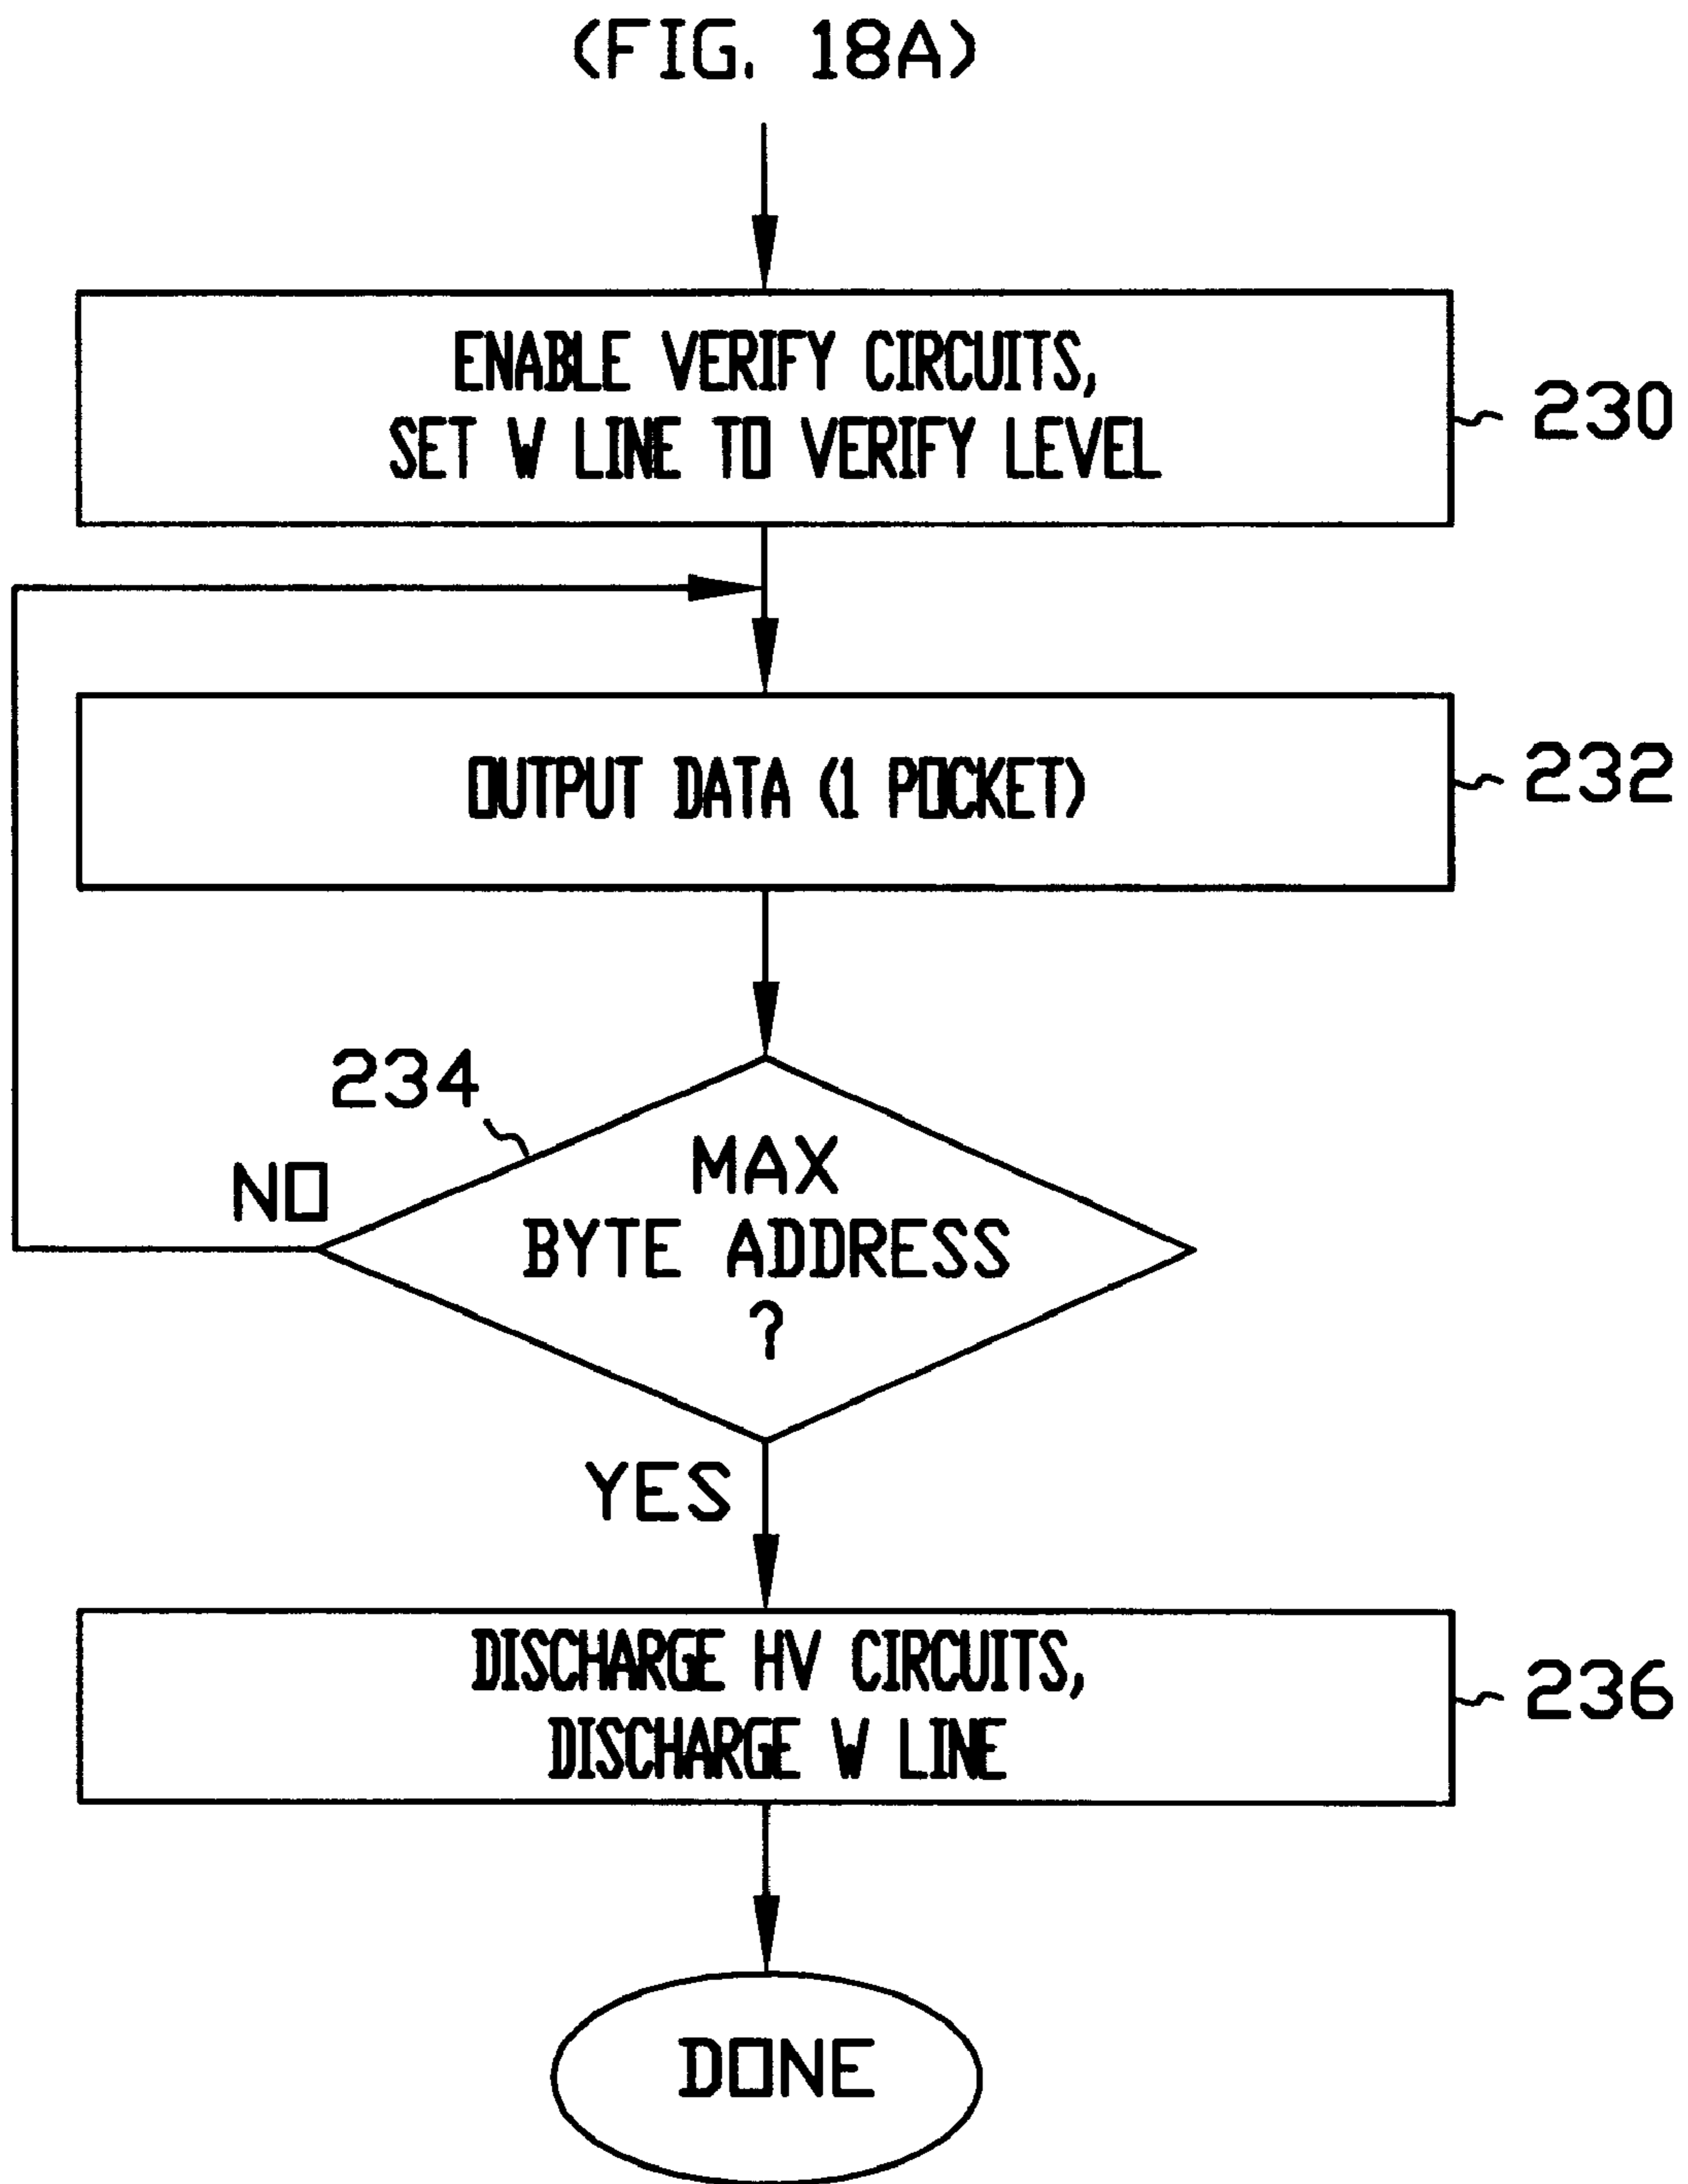 (FIG. 18A)
ENABLE VERIFY CIRCUITS,
SET W LINE TO VERIFY LEVEL
230
OUTPUT DATA (1 POCKET)
232
234
NO
MAX
BYTE ADDRESS
?
YES
DISCHARGE HV CIRCUITS,
DISCHARGE W LINE
236
DONE